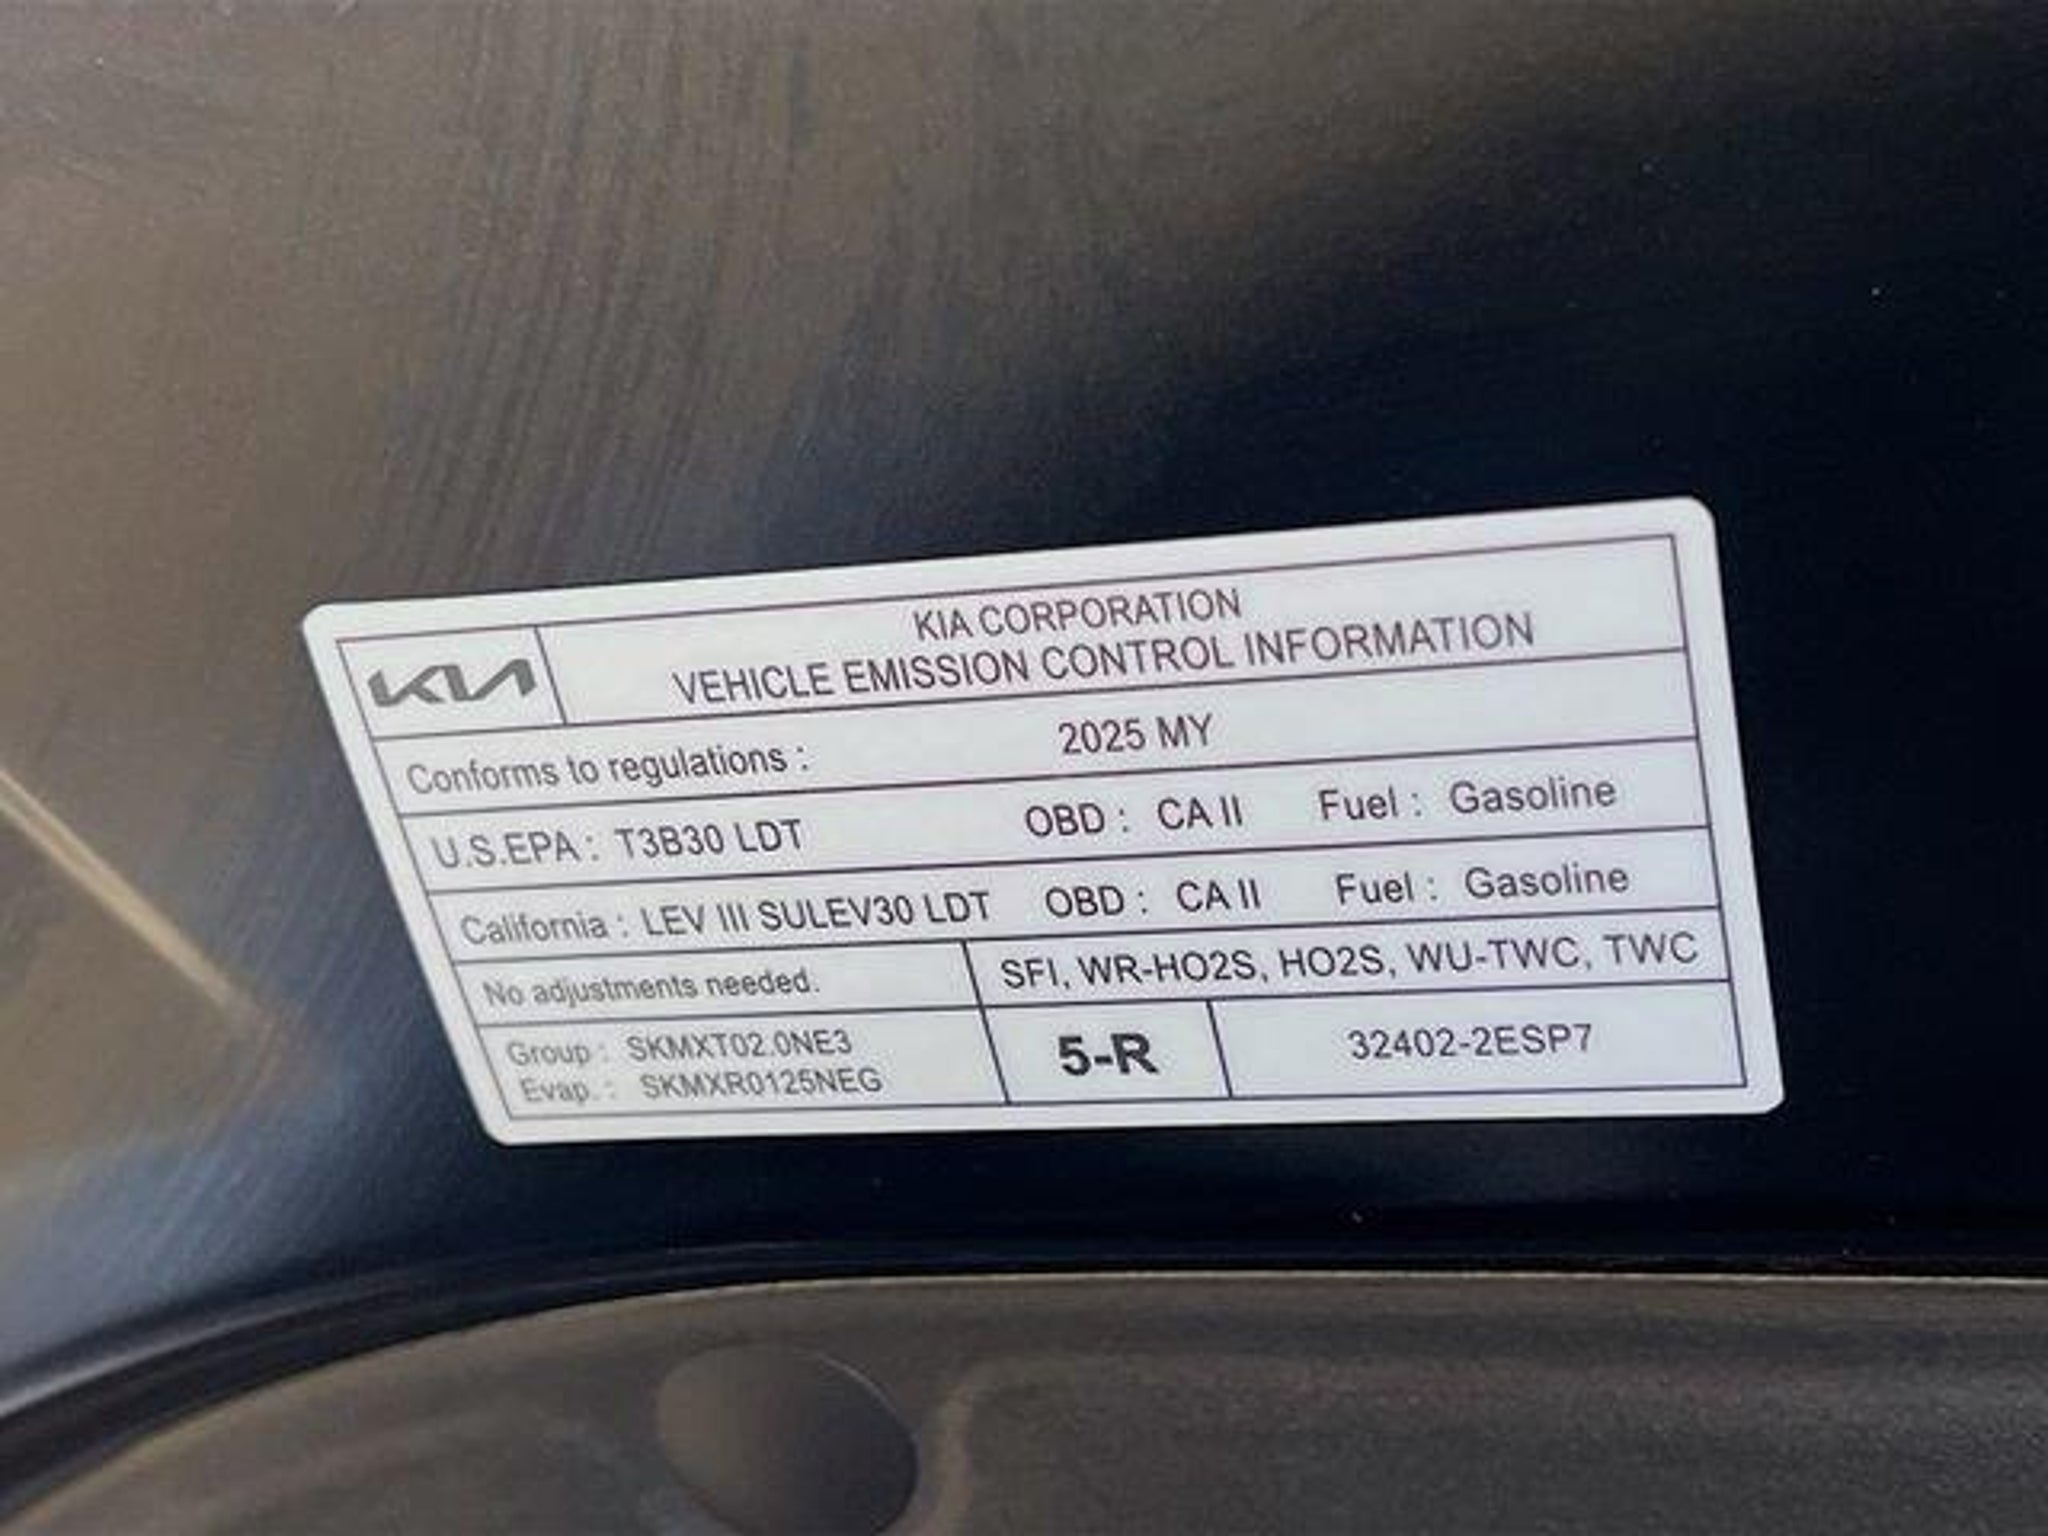 KIA
KIA CORPORATION
VEHICLE EMISSION CONTROL INFORMATION
Conforms to regulations : 2025 MY
U.S.EPA : T3B30 LDT OBD : CA II Fuel : Gasoline
California : LEV III SULEV30 LDT OBD : CA II Fuel : Gasoline
No adjustments needed. SFI, WR-HO2S, HO2S, WU-TWC, TWC
Group : SKMXT02.0NE3
Evap. : SKMXR0125NEG
5-R
32402-2ESP7